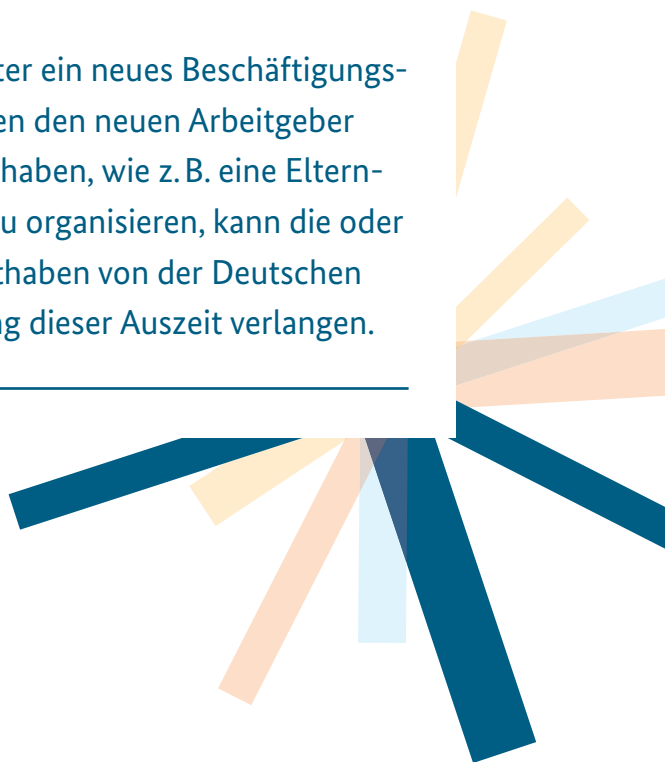 ter ein neues Beschäftigungs-
en den neuen Arbeitgeber
haben, wie z. B. eine Eltern-
u organisieren, kann die oder
thaben von der Deutschen
ng dieser Auszeit verlangen.